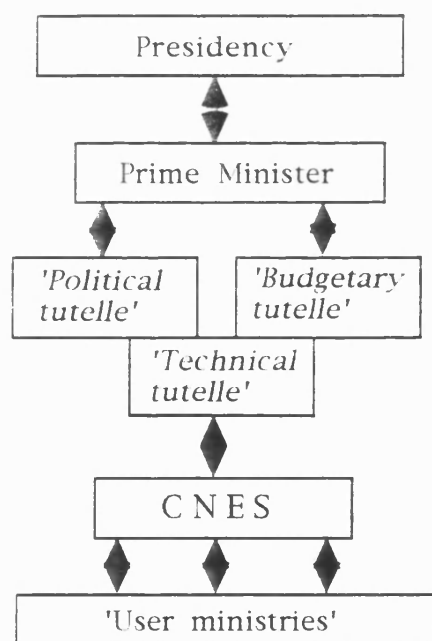 Presidency
Prime Minister
'Political
tutelle'
'Budgetary
tutelle'
'Technical
tutelle'
CNES
'User ministries'